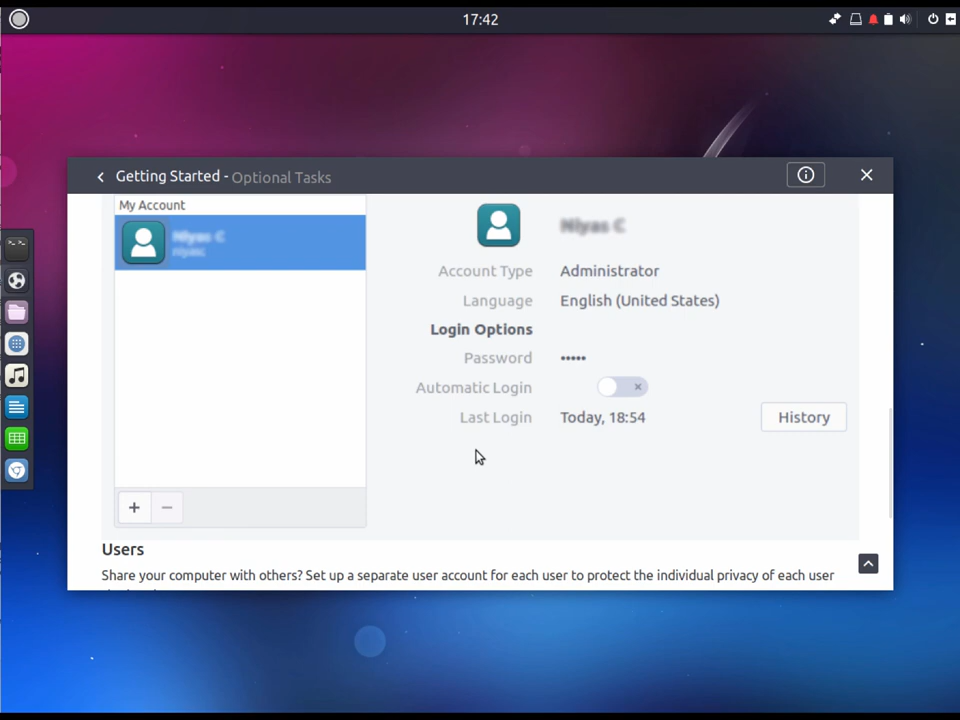 17:42
Getting Started - Optional Tasks
My Account
Account Type Administrator
Language English (United States)
Login Options
Password •••••
Automatic Login
Last Login Today, 18:54 History
+ −
Users
Share your computer with others? Set up a separate user account for each user to protect the individual privacy of each user